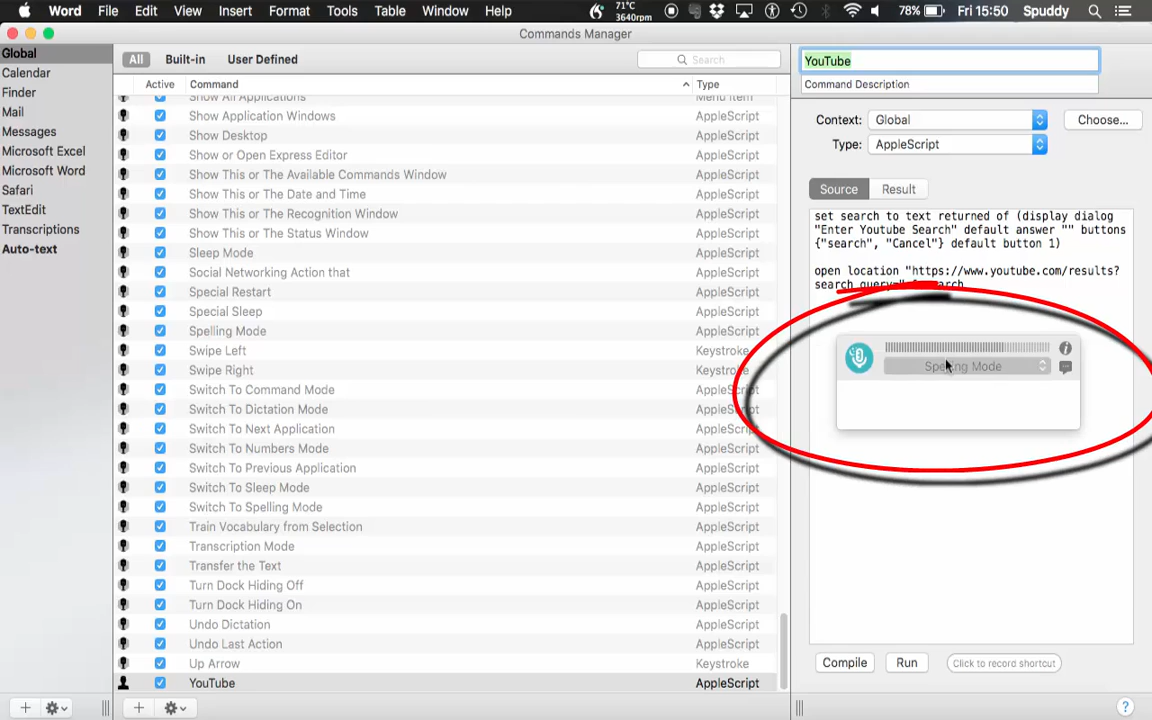 Word File Edit View Insert Format Tools Table Window Help 71°C 3640rpm 78% Fri 15:50 Spuddy
Commands Manager
Global
Calendar
Finder
Mail
Messages
Microsoft Excel
Microsoft Word
Safari
TextEdit
Transcriptions
Auto-text
All Built-in User Defined Search
Active Command Type
Show All Applications Menu Item
Show Application Windows AppleScript
Show Desktop AppleScript
Show or Open Express Editor AppleScript
Show This or The Available Commands Window AppleScript
Show This or The Date and Time AppleScript
Show This or The Recognition Window AppleScript
Show This or The Status Window AppleScript
Sleep Mode AppleScript
Social Networking Action that AppleScript
Special Restart AppleScript
Special Sleep AppleScript
Spelling Mode AppleScript
Swipe Left Keystroke
Swipe Right Keystroke
Switch To Command Mode AppleScript
Switch To Dictation Mode AppleScript
Switch To Next Application AppleScript
Switch To Numbers Mode AppleScript
Switch To Previous Application AppleScript
Switch To Sleep Mode AppleScript
Switch To Spelling Mode AppleScript
Train Vocabulary from Selection AppleScript
Transcription Mode AppleScript
Transfer the Text AppleScript
Turn Dock Hiding Off AppleScript
Turn Dock Hiding On AppleScript
Undo Dictation AppleScript
Undo Last Action AppleScript
Up Arrow Keystroke
YouTube AppleScript
YouTube
Command Description
Context: Global Choose...
Type: AppleScript
Source Result
set search to text returned of (display dialog
"Enter Youtube Search" default answer "" buttons
{"search", "Cancel"} default button 1)
open location "https://www.youtube.com/results?
search_query=" search
Spelling Mode
Compile Run Click to record shortcut